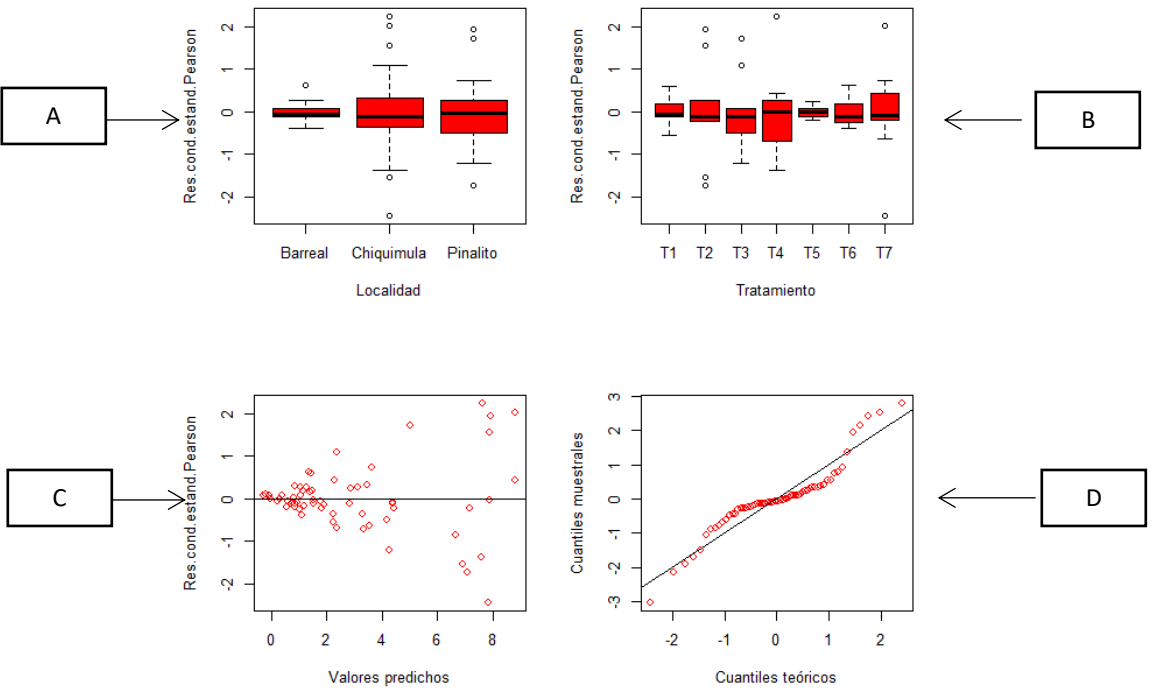 A
Res.cond.estand.Pearson
2
1
0
-1
-2
Barreal Chiquimula Pinalito
Localidad
Res.cond.estand.Pearson
2
1
0
-1
-2
T1 T2 T3 T4 T5 T6 T7
Tratamiento
B
C
Res.cond.estand.Pearson
2
1
0
-1
-2
0 2 4 6 8
Valores predichos
Cuantiles muestrales
3
2
1
0
-1
-2
-3
-2 -1 0 1 2
Cuantiles teóricos
D